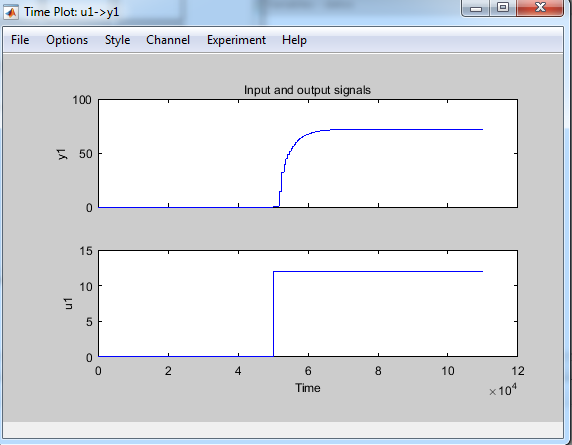 Time Plot: u1->y1
File Options Style Channel Experiment Help
Input and output signals
100
50
0
y1
15
10
5
0
u1
0 2 4 6 8 10 12
Time
×10^4